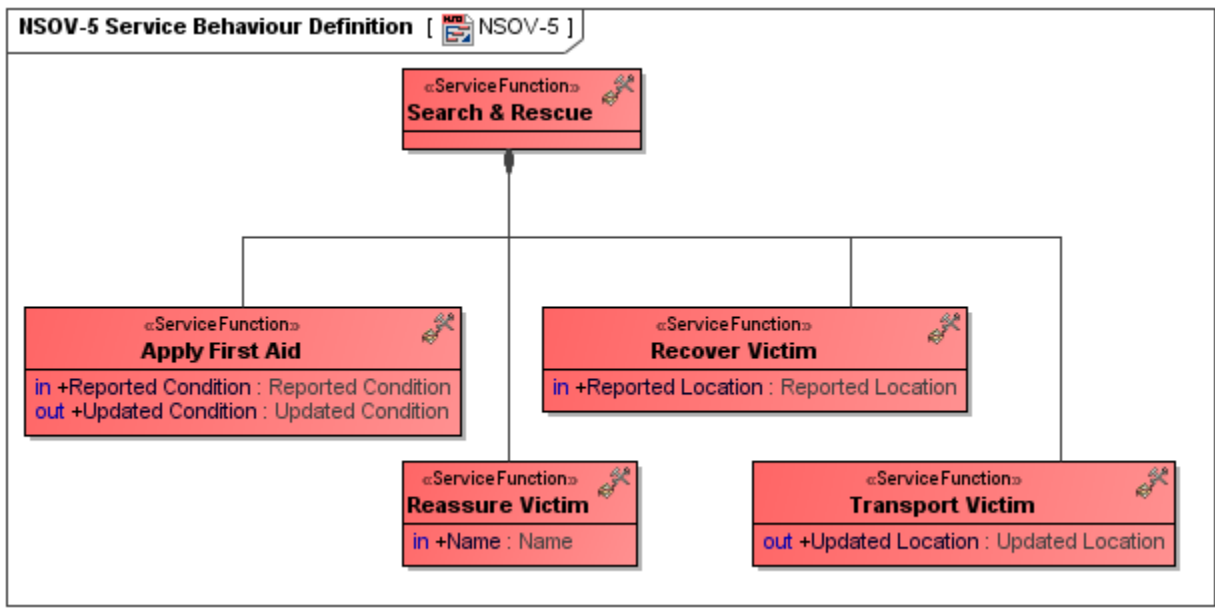 NSOV-5 Service Behaviour Definition [ NSOV-5 ]
«ServiceFunction»
Search & Rescue
«ServiceFunction»
Apply First Aid
in +Reported Condition : Reported Condition
out +Updated Condition : Updated Condition
«ServiceFunction»
Recover Victim
in +Reported Location : Reported Location
«ServiceFunction»
Reassure Victim
in +Name : Name
«ServiceFunction»
Transport Victim
out +Updated Location : Updated Location